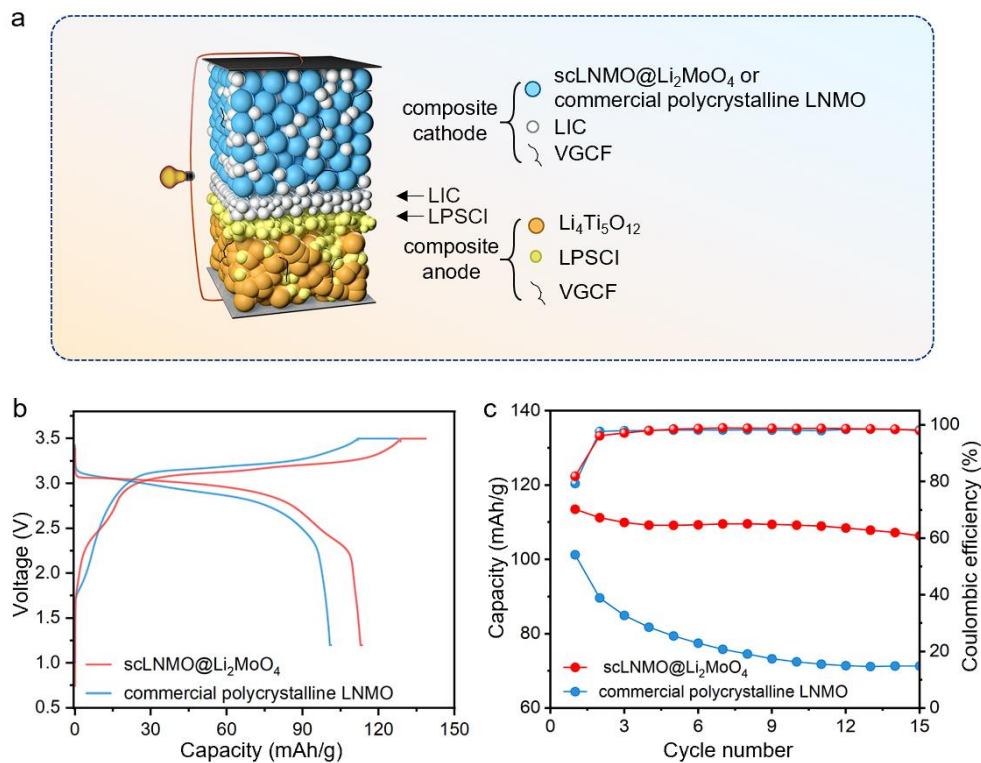 a
composite cathode
scLNMO@Li₂MoO₄ or
commercial polycrystalline LNMO
LIC
VGCF
LIC
LPSCI
composite anode
Li₄Ti₅O₁₂
LPSCI
VGCF
b
Voltage (V)
3.5
3.0
2.5
2.0
1.5
1.0
0.5
scLNMO@Li₂MoO₄
commercial polycrystalline LNMO
0 30 60 90 120 150
Capacity (mAh/g)
c
Capacity (mAh/g)
140
120
100
80
60
scLNMO@Li₂MoO₄
commercial polycrystalline LNMO
0 3 6 9 12 15
Cycle number
100
80
60
40
20
0
Coulombic efficiency (%)